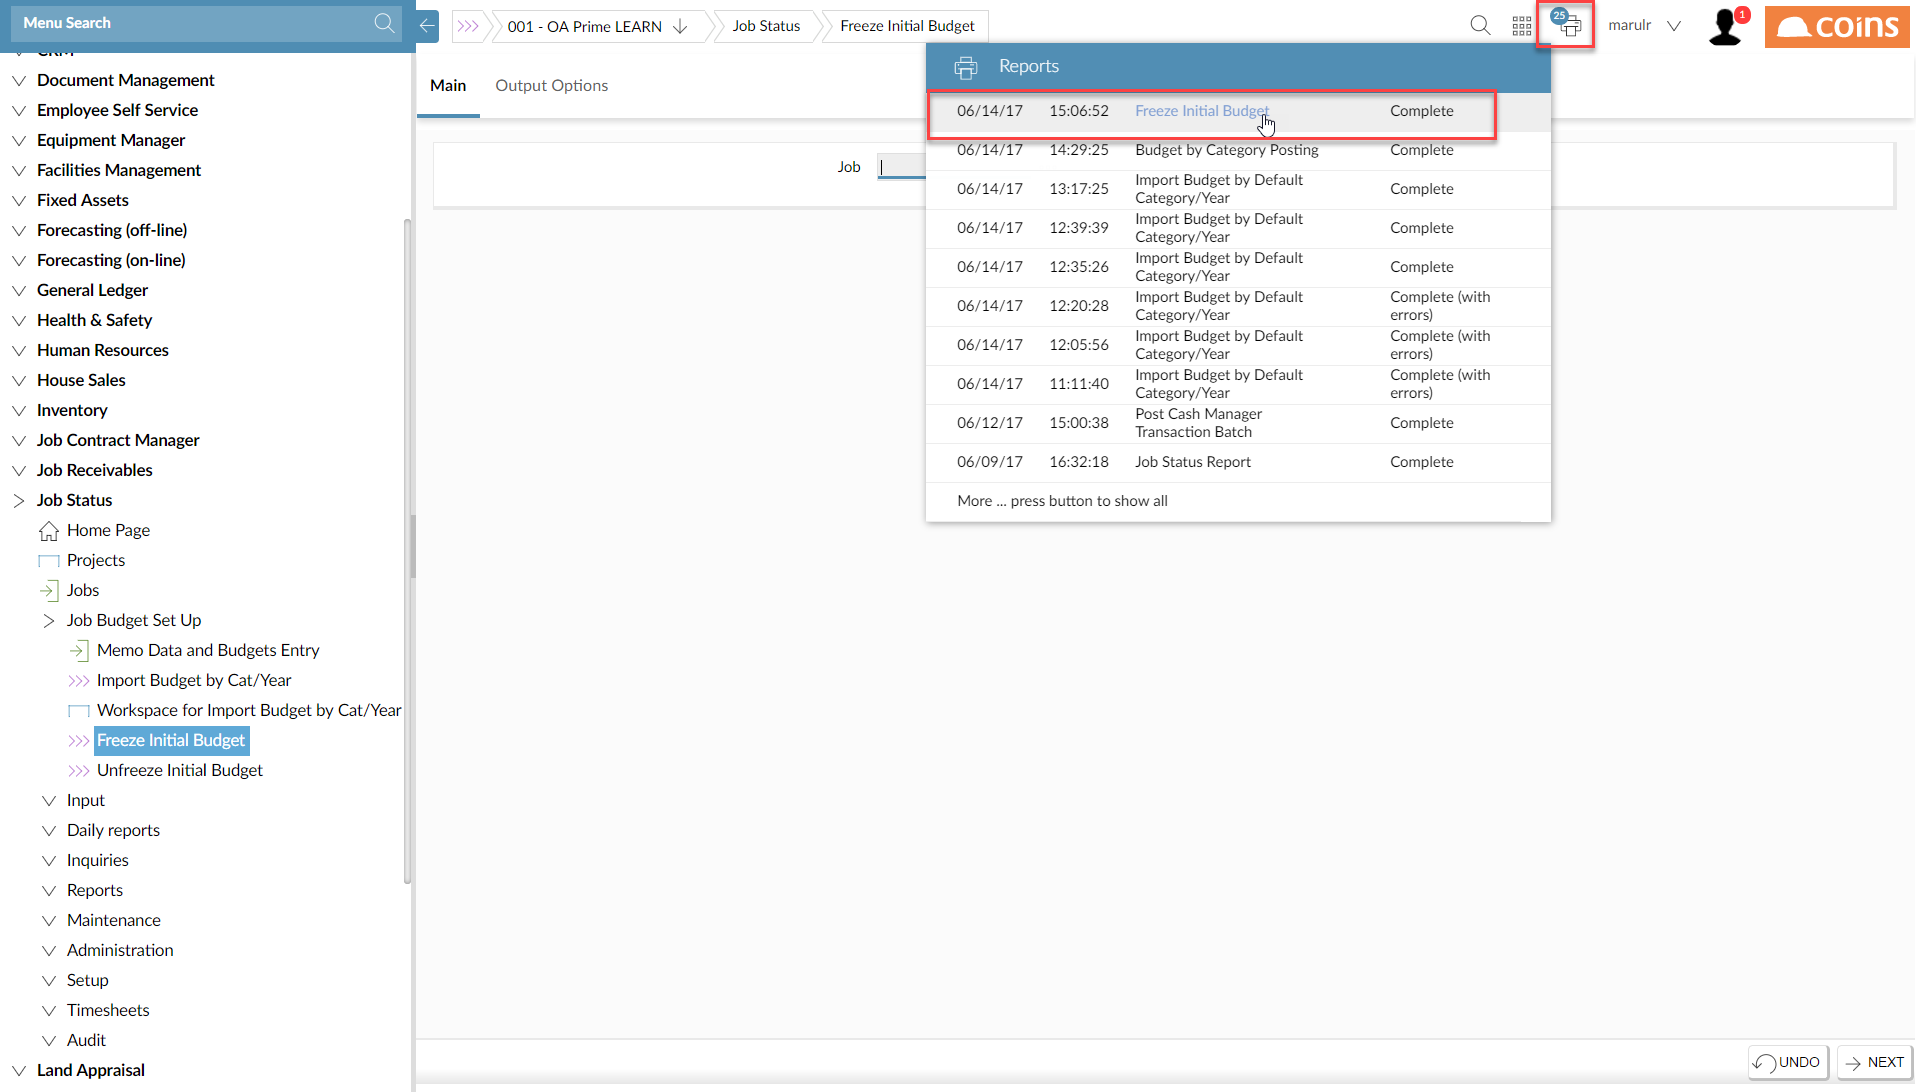 Menu Search
001 - OA Prime LEARN
Job Status
Freeze Initial Budget
25
marulr
1
coins
CRM
Document Management
Employee Self Service
Equipment Manager
Facilities Management
Fixed Assets
Forecasting (off-line)
Forecasting (on-line)
General Ledger
Health & Safety
Human Resources
House Sales
Inventory
Job Contract Manager
Job Receivables
Job Status
Home Page
Projects
Jobs
Job Budget Set Up
Memo Data and Budgets Entry
Import Budget by Cat/Year
Workspace for Import Budget by Cat/Year
Freeze Initial Budget
Unfreeze Initial Budget
Input
Daily reports
Inquiries
Reports
Maintenance
Administration
Setup
Timesheets
Audit
Land Appraisal
Main
Output Options
Job
Reports
06/14/17 15:06:52 Freeze Initial Budget Complete
06/14/17 14:29:25 Budget by Category Posting Complete
06/14/17 13:17:25 Import Budget by Default
Category/Year Complete
06/14/17 12:39:39 Import Budget by Default
Category/Year Complete
06/14/17 12:35:26 Import Budget by Default
Category/Year Complete
06/14/17 12:20:28 Import Budget by Default
Category/Year Complete (with
errors)
06/14/17 12:05:56 Import Budget by Default
Category/Year Complete (with
errors)
06/14/17 11:11:40 Import Budget by Default
Category/Year Complete (with
errors)
06/12/17 15:00:38 Post Cash Manager
Transaction Batch Complete
06/09/17 16:32:18 Job Status Report Complete
More ... press button to show all
UNDO
NEXT